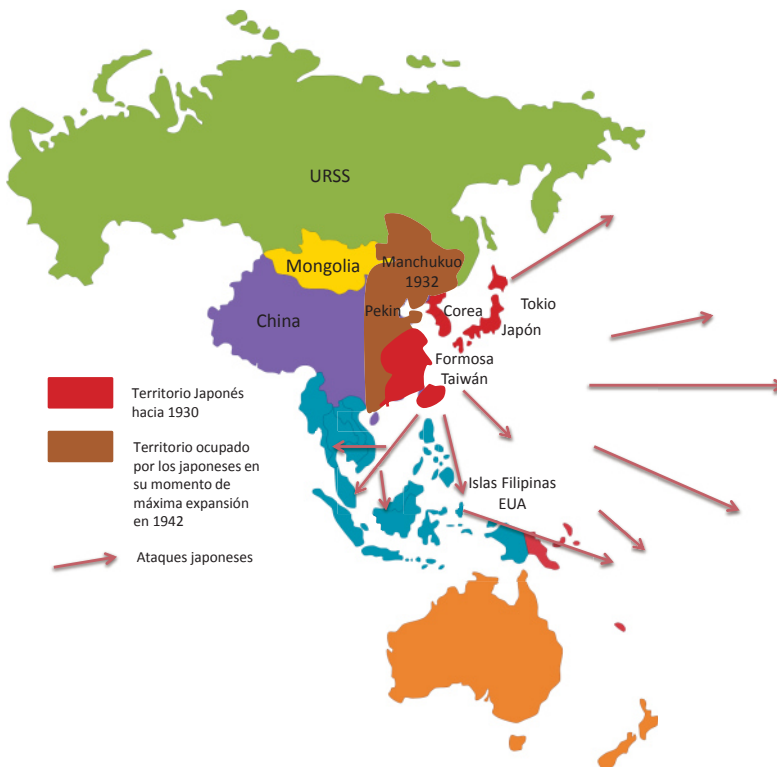 URSS
Mongolia
Manchukuo
1932
China
Pekin
Corea
Tokio
Japón
Formosa
Taiwán
Territorio Japonés
hacia 1930
Territorio ocupado
por los japoneses en
su momento de
máxima expansión
en 1942
Islas Filipinas
EUA
Ataques japoneses